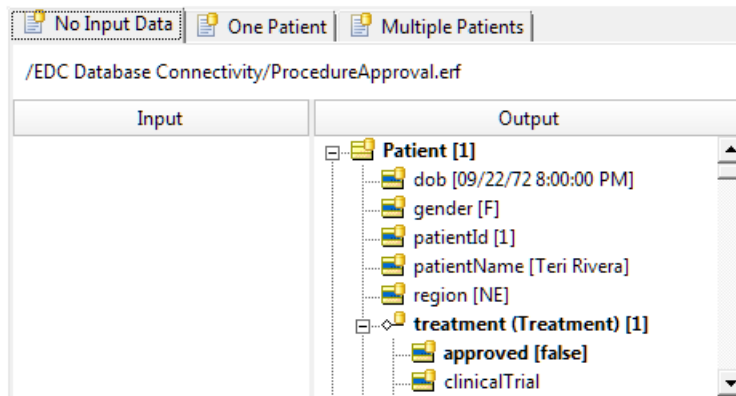 No Input Data One Patient Multiple Patients
/EDC Database Connectivity/ProcedureApproval.erf
Input Output
Patient [1]
dob [09/22/72 8:00:00 PM]
gender [F]
patientId [1]
patientName [Teri Rivera]
region [NE]
treatment (Treatment) [1]
approved [false]
clinicalTrial